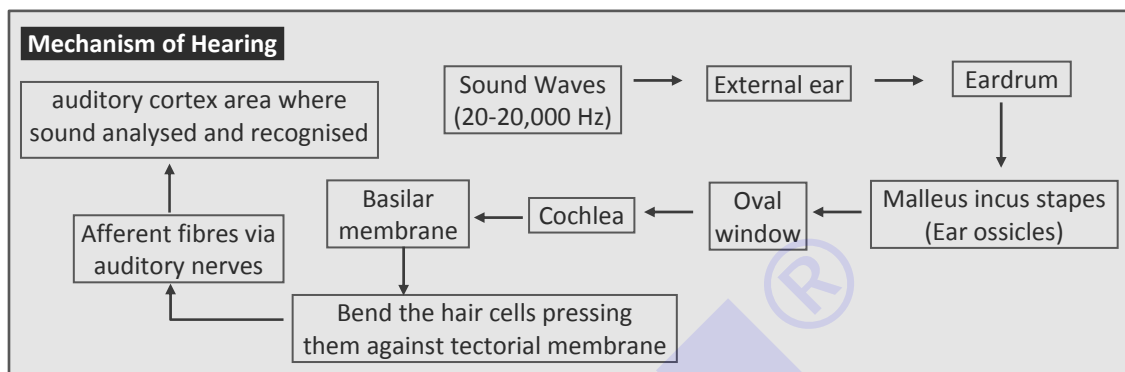 Mechanism of Hearing
Sound Waves
(20-20,000 Hz)
External ear
Eardrum
Malleus incus stapes
(Ear ossicles)
Oval
window
Cochlea
Basilar
membrane
Bend the hair cells pressing
them against tectorial membrane
Afferent fibres via
auditory nerves
auditory cortex area where
sound analysed and recognised
®